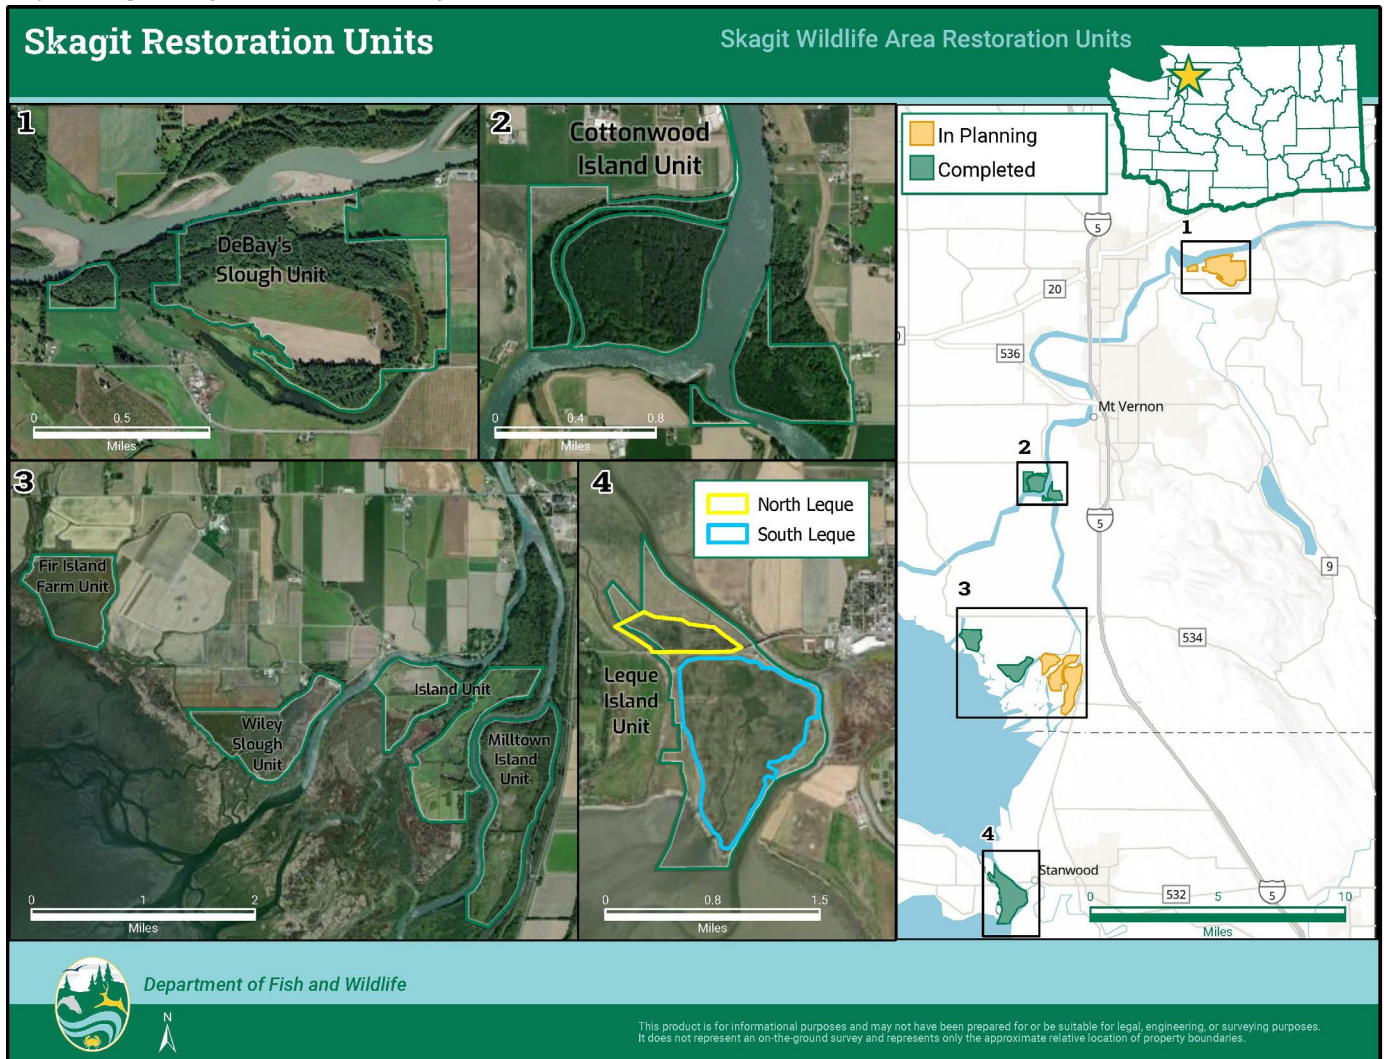 Skagit Restoration Units
Skagit Wildlife Area Restoration Units
1
DeBay's
Slough Unit
0 0.5 1
Miles
2
Cottonwood
Island Unit
0 0.4 0.8
Miles
3
Fir Island
Farm Unit
Wiley
Slough
Unit
Island Unit
Milltown
Island
Unit
0 1 2
Miles
4
North Leque
South Leque
Leque
Island
Unit
0 0.8 1.5
Miles
In Planning
Completed
5
1
20
536
Mt Vernon
2
5
9
3
534
4
Stanwood
532
5
0 5 10
Miles
Department of Fish and Wildlife
N
This product is for informational purposes and may not have been prepared for or be suitable for legal, engineering, or surveying purposes.
It does not represent an on-the-ground survey and represents only the approximate relative location of property boundaries.